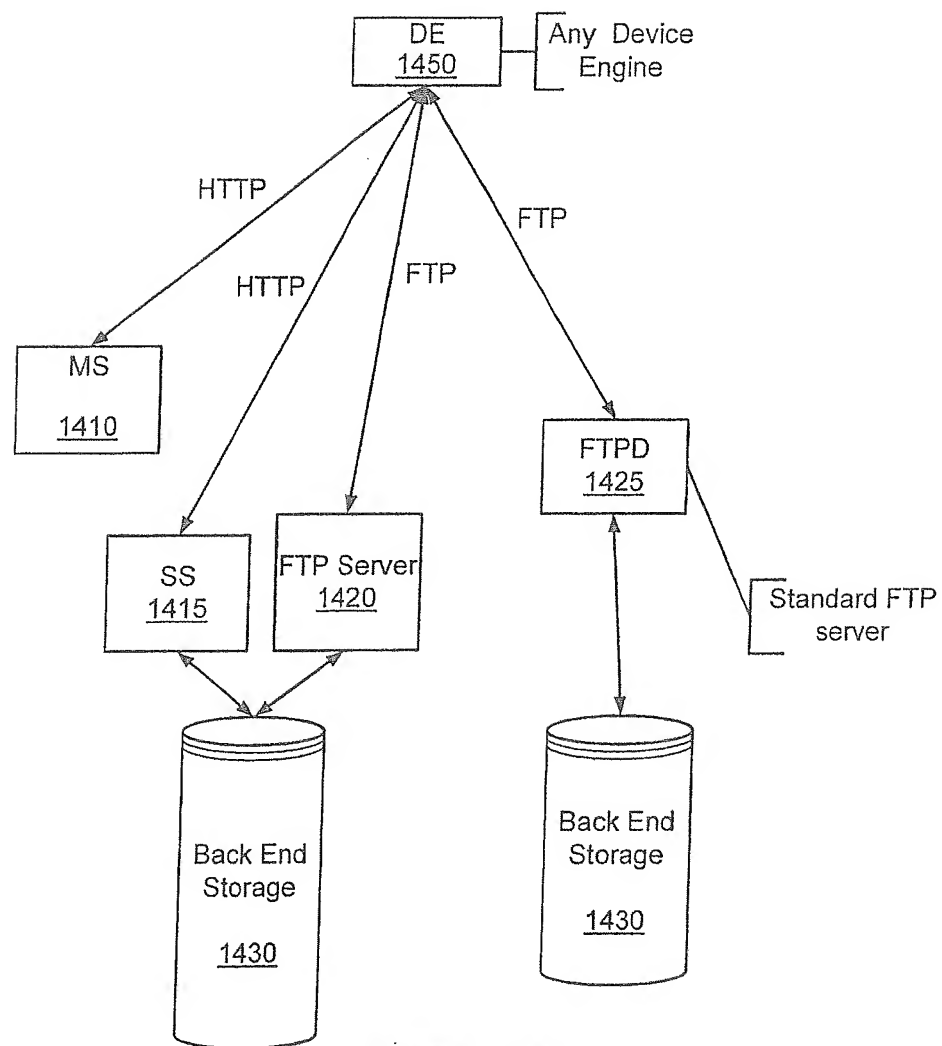 DE
1450
Any Device
Engine
HTTP
HTTP
FTP
FTP
MS
1410
FTPD
1425
SS
1415
FTP Server
1420
Standard FTP
server
Back End
Storage
1430
Back End
Storage
1430